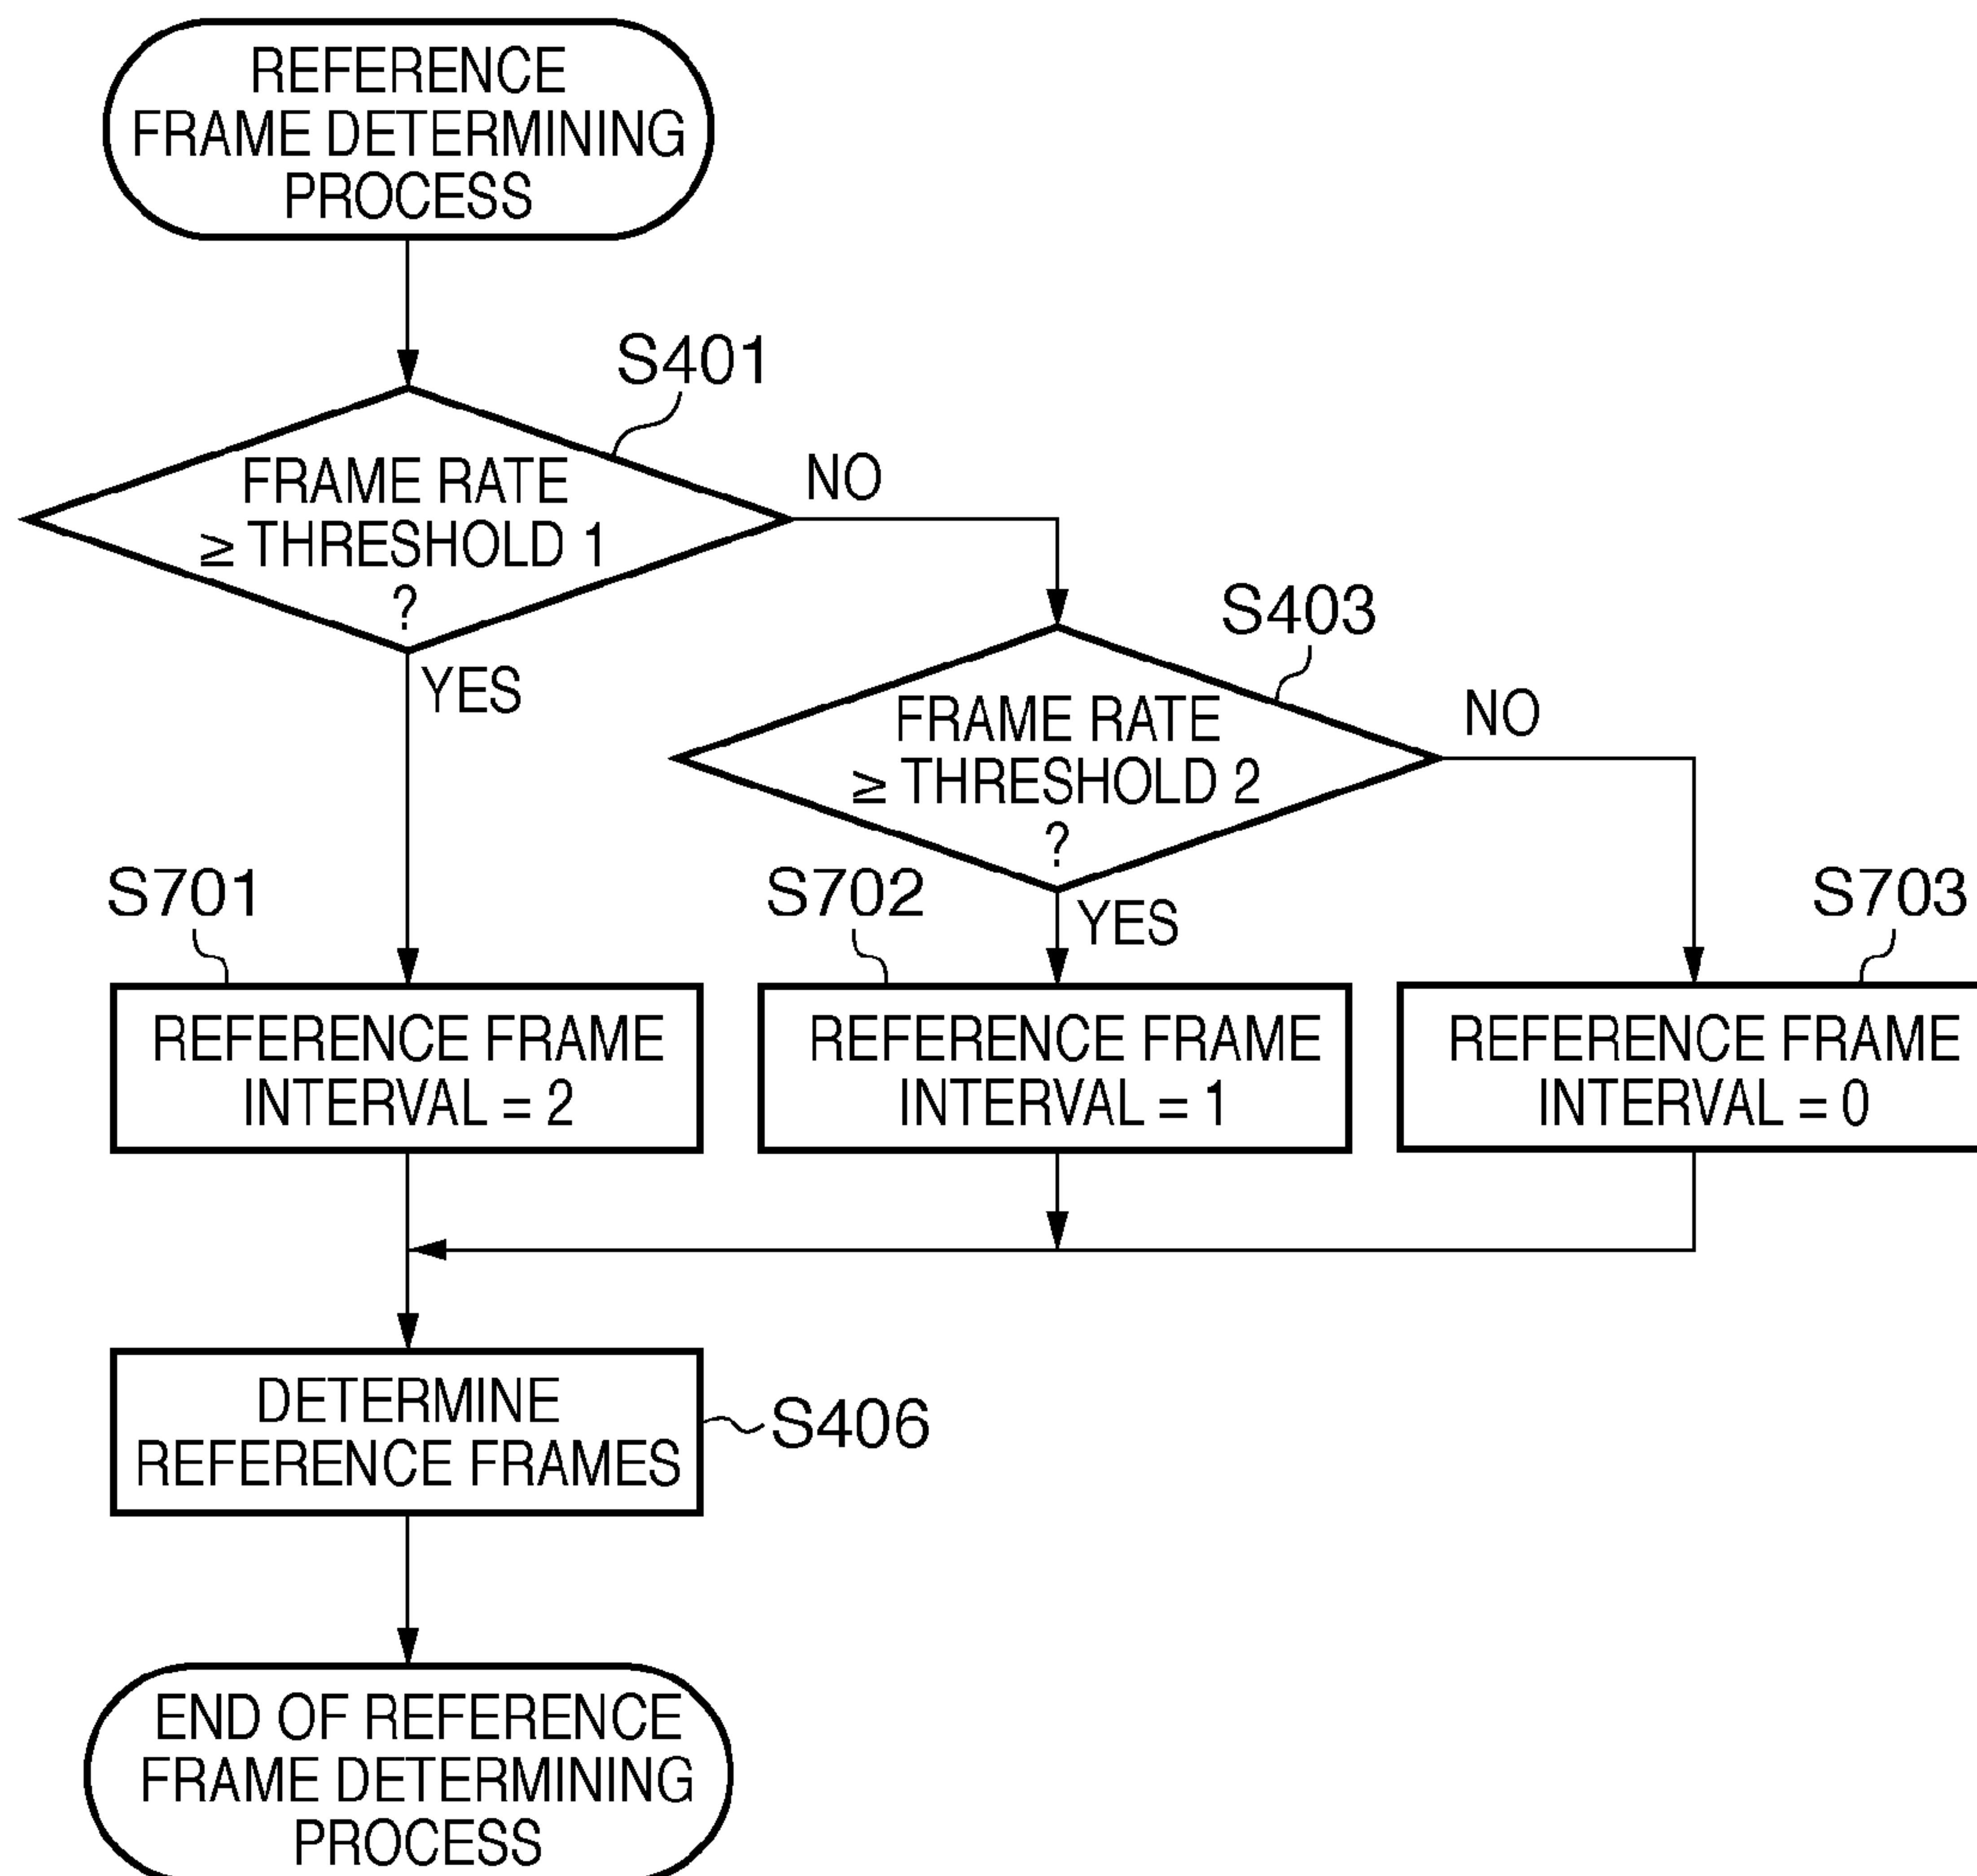 REFERENCE
FRAME DETERMINING
PROCESS
S401
FRAME RATE
≥ THRESHOLD 1
?
NO
YES
S403
FRAME RATE
≥ THRESHOLD 2
?
NO
YES
S701
REFERENCE FRAME
INTERVAL = 2
S702
REFERENCE FRAME
INTERVAL = 1
S703
REFERENCE FRAME
INTERVAL = 0
DETERMINE
REFERENCE FRAMES
S406
END OF REFERENCE
FRAME DETERMINING
PROCESS